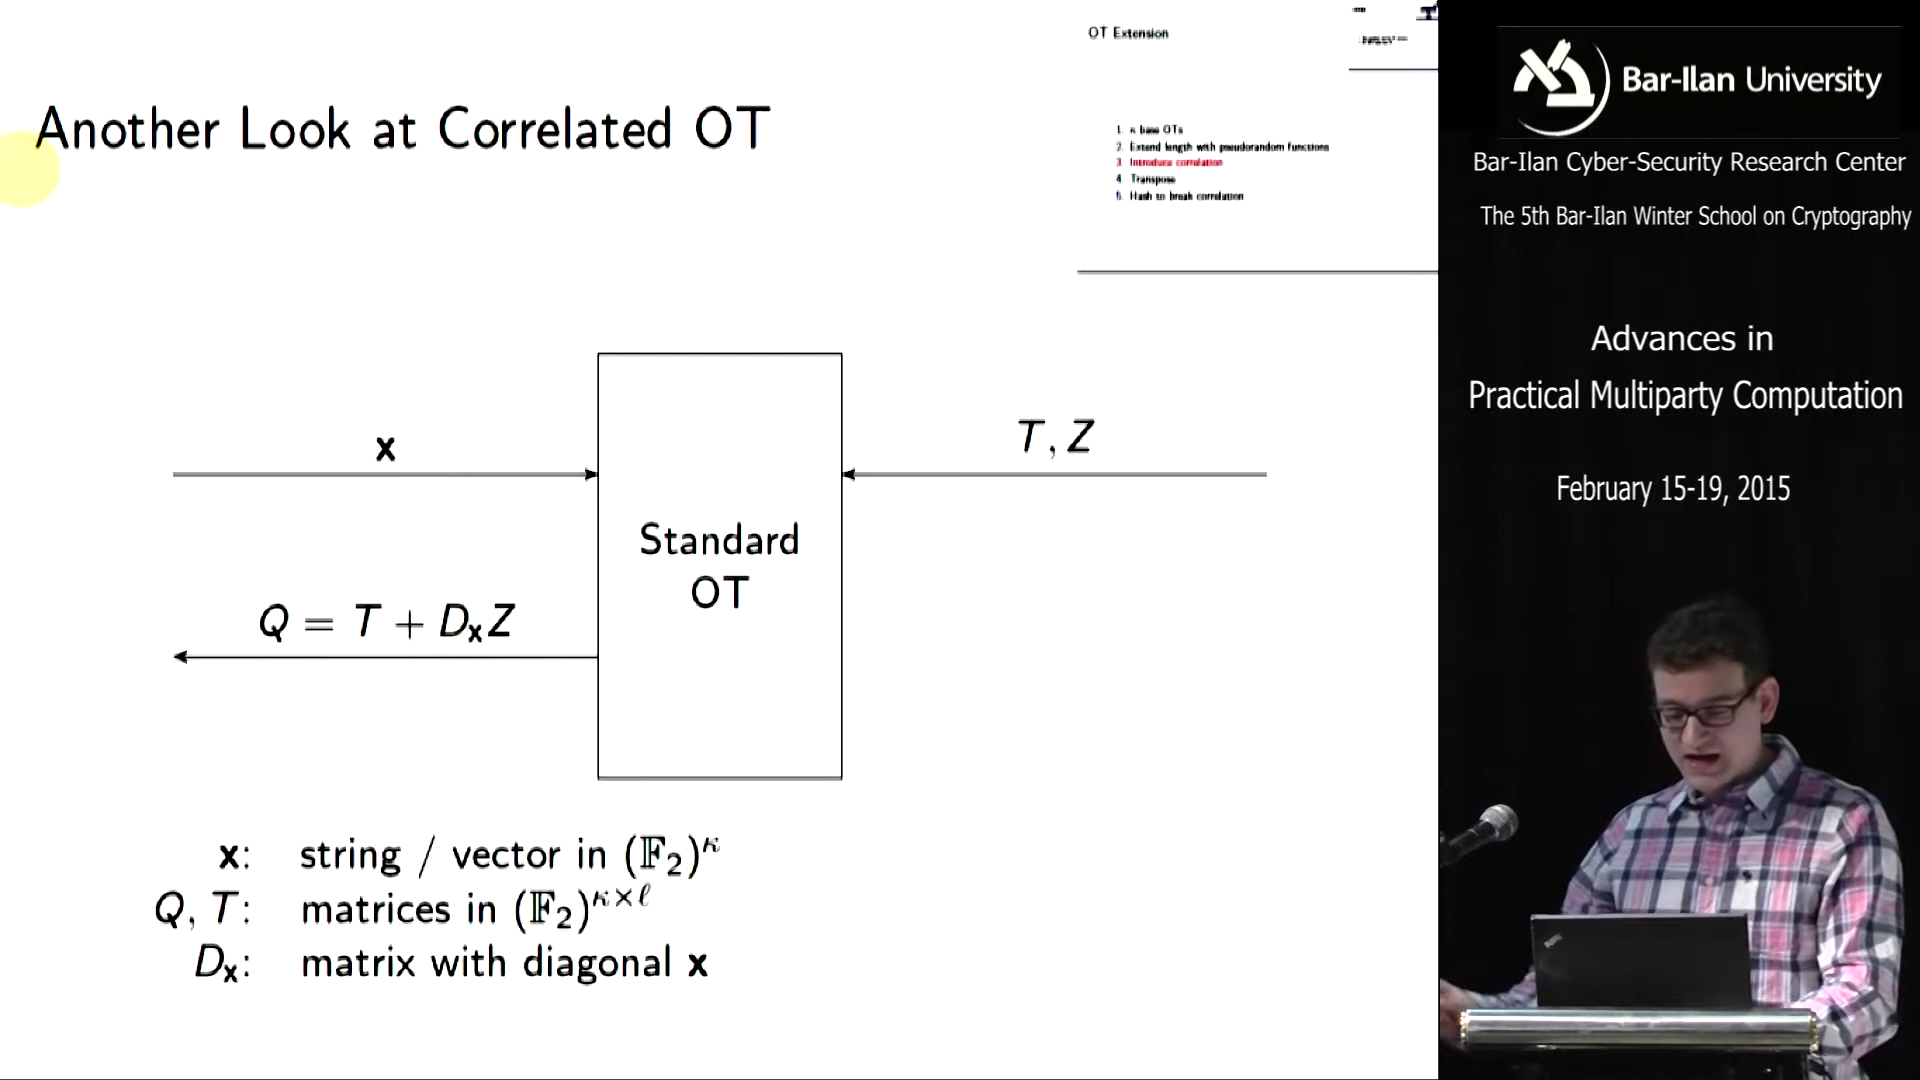 OT Extension
1. κ base OTs
2. Extend length with pseudorandom functions
3. Introduce correlation
4. Transpose
5. Hash to break correlation
Another Look at Correlated OT
x
T, Z
Standard
OT
Q = T + DₓZ
x: string / vector in (𝔽₂)^κ
Q, T: matrices in (𝔽₂)^{κ×ℓ}
Dₓ: matrix with diagonal x
Bar-Ilan University
Bar-Ilan Cyber-Security Research Center
The 5th Bar-Ilan Winter School on Cryptography
Advances in
Practical Multiparty Computation
February 15-19, 2015